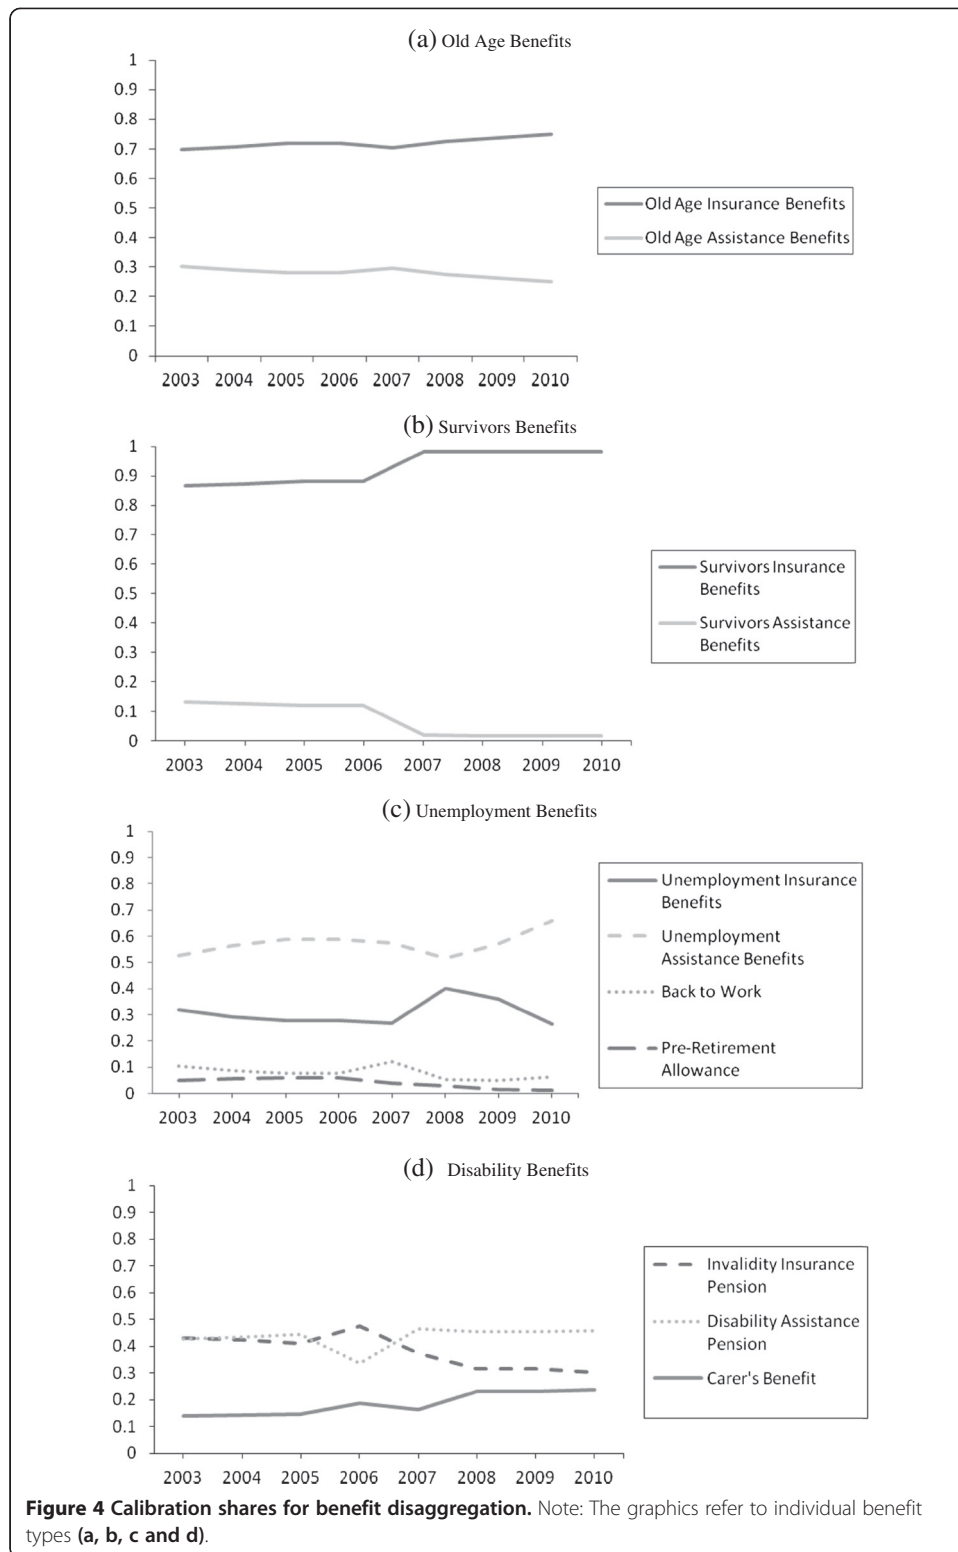 (a) Old Age Benefits
1
0.9
0.8
0.7
0.6
0.5
0.4
0.3
0.2
0.1
0
2003 2004 2005 2006 2007 2008 2009 2010
Old Age Insurance Benefits
Old Age Assistance Benefits
(b) Survivors Benefits
1
0.9
0.8
0.7
0.6
0.5
0.4
0.3
0.2
0.1
0
2003 2004 2005 2006 2007 2008 2009 2010
Survivors Insurance
Benefits
Survivors Assistance
Benefits
(c) Unemployment Benefits
1
0.9
0.8
0.7
0.6
0.5
0.4
0.3
0.2
0.1
0
2003 2004 2005 2006 2007 2008 2009 2010
Unemployment Insurance
Benefits
Unemployment
Assistance Benefits
Back to Work
Pre-Retirement
Allowance
(d) Disability Benefits
1
0.9
0.8
0.7
0.6
0.5
0.4
0.3
0.2
0.1
0
2003 2004 2005 2006 2007 2008 2009 2010
Invalidity Insurance
Pension
Disability Assistance
Pension
Carer's Benefit
Figure 4 Calibration shares for benefit disaggregation. Note: The graphics refer to individual benefit
types (a, b, c and d).